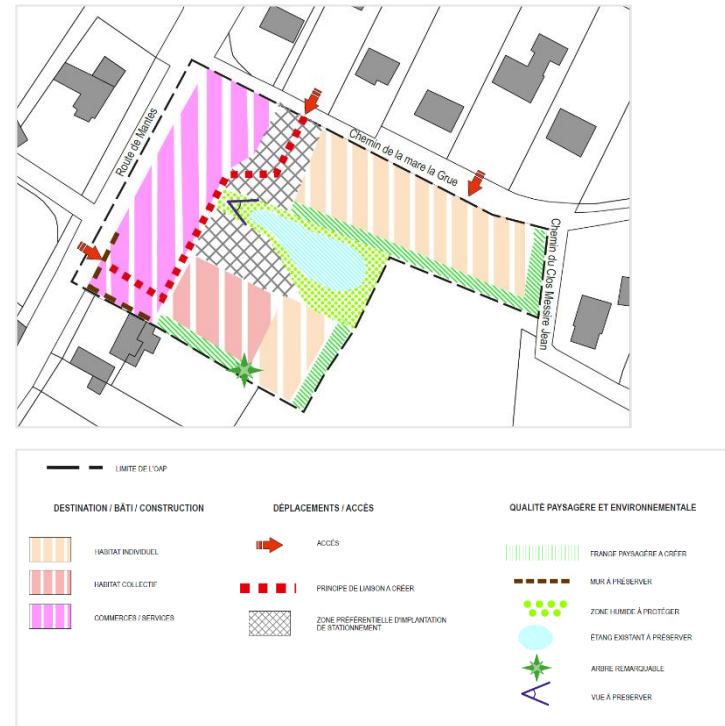 Route de Mantes
Chemin de la mare la Grue
Chemin du Clos Messire Jean
LIMITE DE L'OAP
DESTINATION / BÂTI / CONSTRUCTION
HABITAT INDIVIDUEL
HABITAT COLLECTIF
COMMERCES / SERVICES
DÉPLACEMENTS / ACCÈS
ACCÈS
PRINCIPE DE LIAISON A CRÉER
ZONE PRÉFÉRENTIELLE D'IMPLANTATION
DE STATIONNEMENT
QUALITÉ PAYSAGÈRE ET ENVIRONNEMENTALE
FRANGE PAYSAGÈRE A CRÉER
MUR À PRÉSERVER
ZONE HUMIDE À PROTÉGER
ÉTANG EXISTANT À PRÉSERVER
ARBRE REMARQUABLE
VUE À PRESERVER